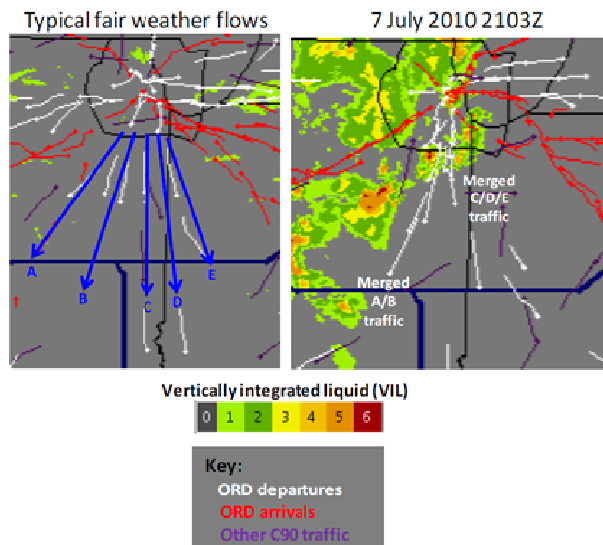 Typical fair weather flows
7 July 2010 2103Z
A
B
C
D
E
Merged
C/D/E
traffic
Merged
A/B
traffic
Vertically integrated liquid (VIL)
0 1 2 3 4 5 6
Key:
ORD departures
ORD arrivals
Other C90 traffic